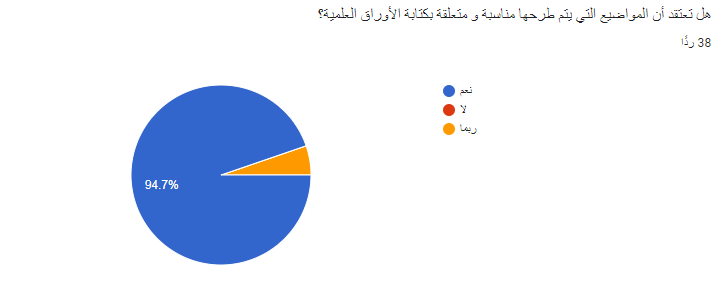 هل تعتقد أن المواضيع التي يتم طرحها مناسبة و متعلقة بكتابة الأوراق العلمية؟
38 ردًا
نعم
لا
ربما
94.7%